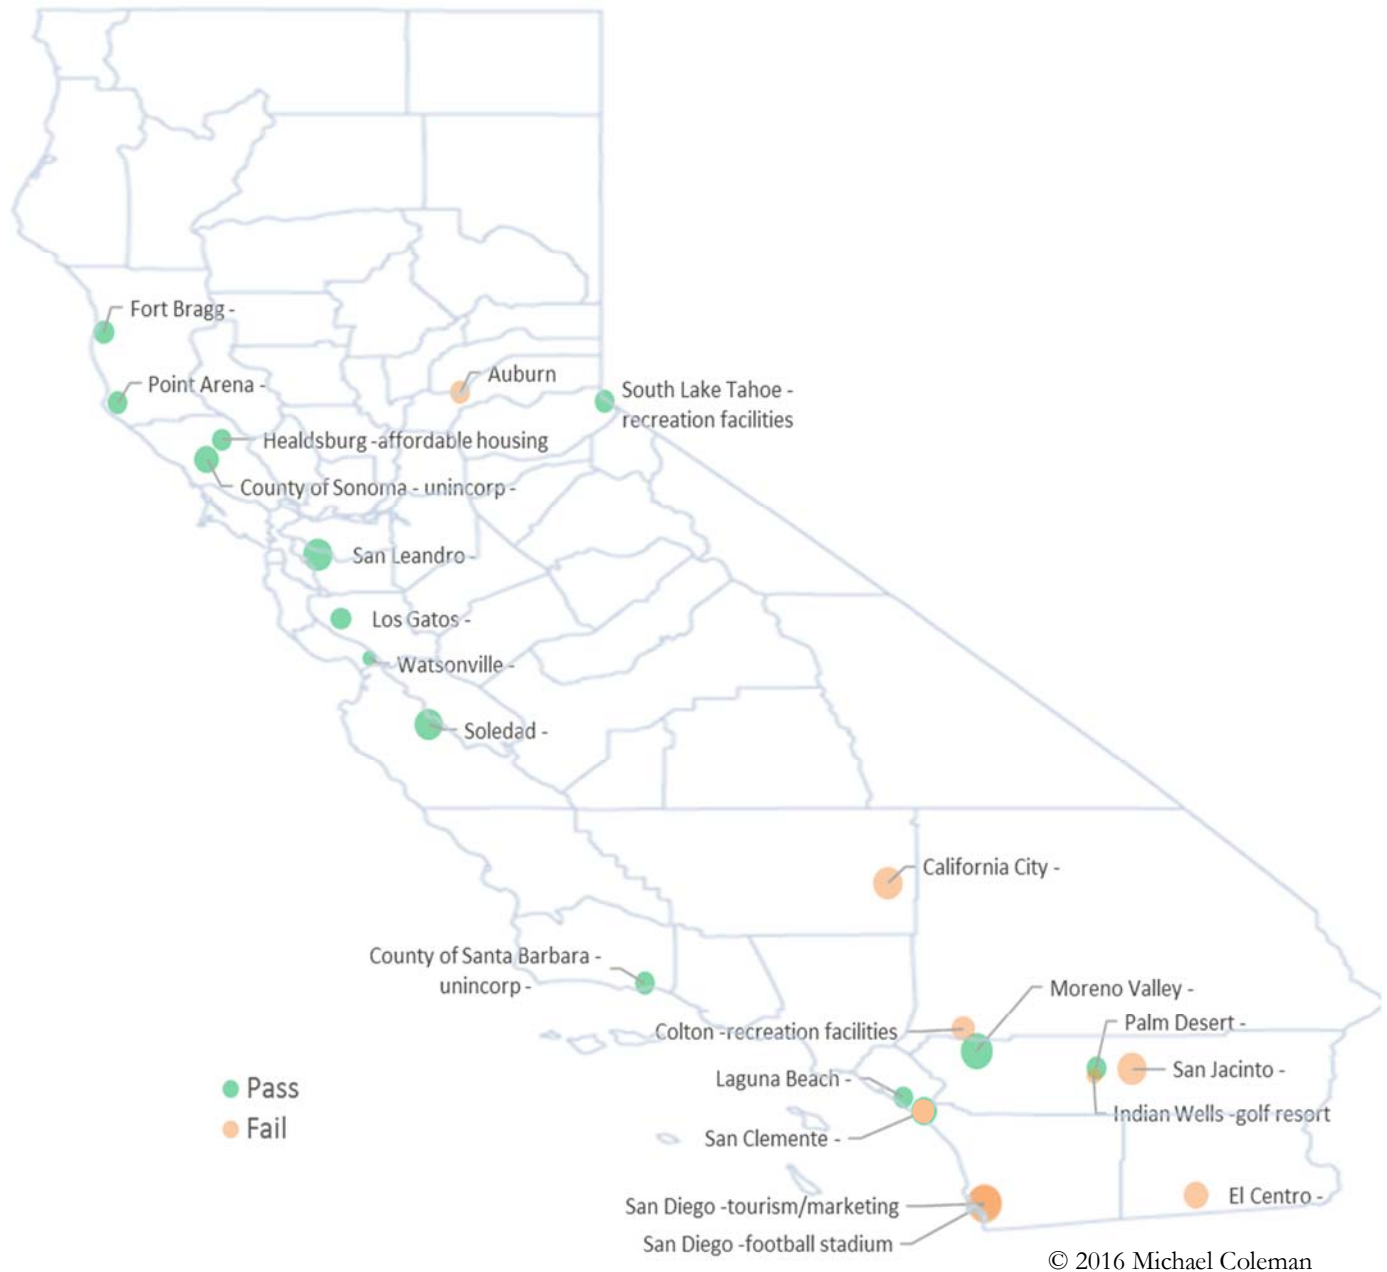 Fort Bragg -
Point Arena -
Auburn
South Lake Tahoe -
recreation facilities
Healdsburg -affordable housing
County of Sonoma - unincorp -
San Leandro -
Los Gatos -
Watsonville -
Soledad -
California City -
County of Santa Barbara -
unincorp -
Moreno Valley -
Palm Desert -
Colton -recreation facilities
San Jacinto -
Laguna Beach -
Indian Wells -golf resort
San Clemente -
Pass
Fail
San Diego -tourism/marketing
El Centro -
San Diego -football stadium
© 2016 Michael Coleman